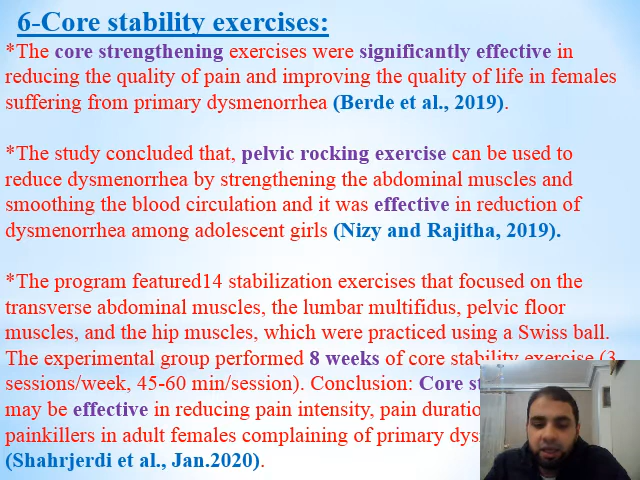 6-Core stability exercises:
*The core strengthening exercises were significantly effective in
reducing the quality of pain and improving the quality of life in females
suffering from primary dysmenorrhea (Berde et al., 2019).
*The study concluded that, pelvic rocking exercise can be used to
reduce dysmenorrhea by strengthening the abdominal muscles and
smoothing the blood circulation and it was effective in reduction of
dysmenorrhea among adolescent girls (Nizy and Rajitha, 2019).
*The program featured14 stabilization exercises that focused on the
transverse abdominal muscles, the lumbar multifidus, pelvic floor
muscles, and the hip muscles, which were practiced using a Swiss ball.
The experimental group performed 8 weeks of core stability exercise (3
sessions/week, 45-60 min/session). Conclusion: Core
may be effective in reducing pain intensity, pain
painkillers in adult females complaining of primary
(Shahrjerdi et al., Jan.2020).